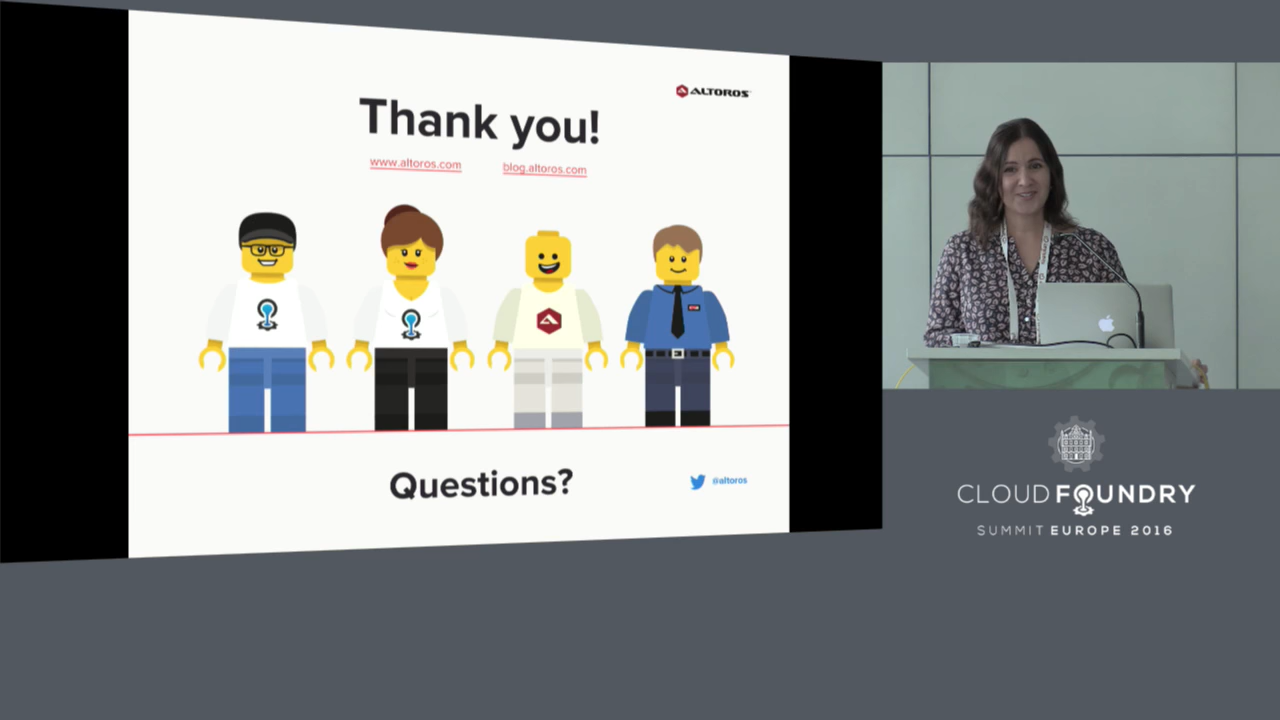 ALTOROS
Thank you!
www.altoros.com
blog.altoros.com
Questions?
@altoros
CLOUD FOUNDRY
SUMMIT EUROPE 2016